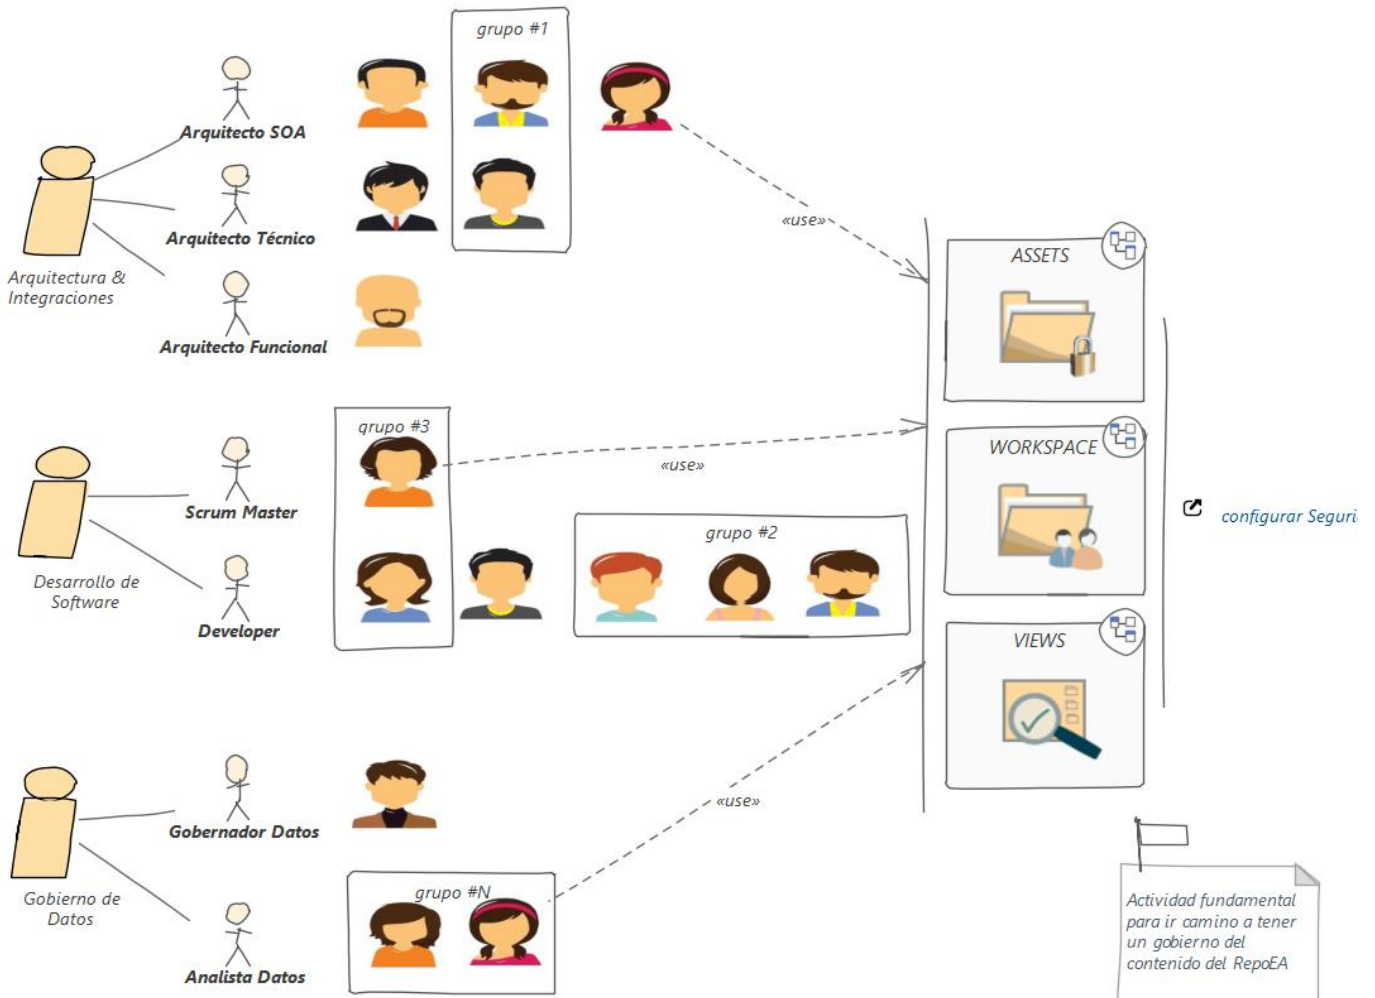 grupo #1
Arquitecto SOA
«use»
Arquitecto Técnico
ASSETS
Arquitectura &
Integraciones
Arquitecto Funcional
grupo #3
WORKSPACE
«use»
Scrum Master
configurar Seguri
grupo #2
Desarrollo de
Software
Developer
VIEWS
«use»
Gobernador Datos
Gobierno de
Datos
grupo #N
Analista Datos
Actividad fundamental
para ir camino a tener
un gobierno del
contenido del RepoEA